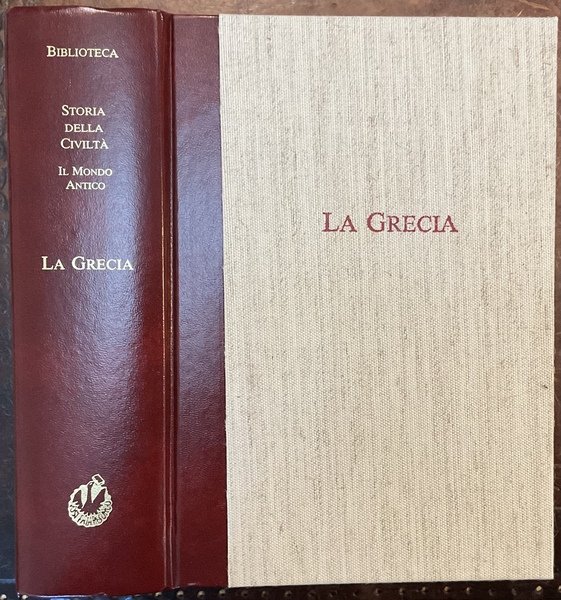 BIBLIOTECA
STORIA
DELLA
CIVILTÀ
IL MONDO
ANTICO
LA GRECIA
LA GRECIA